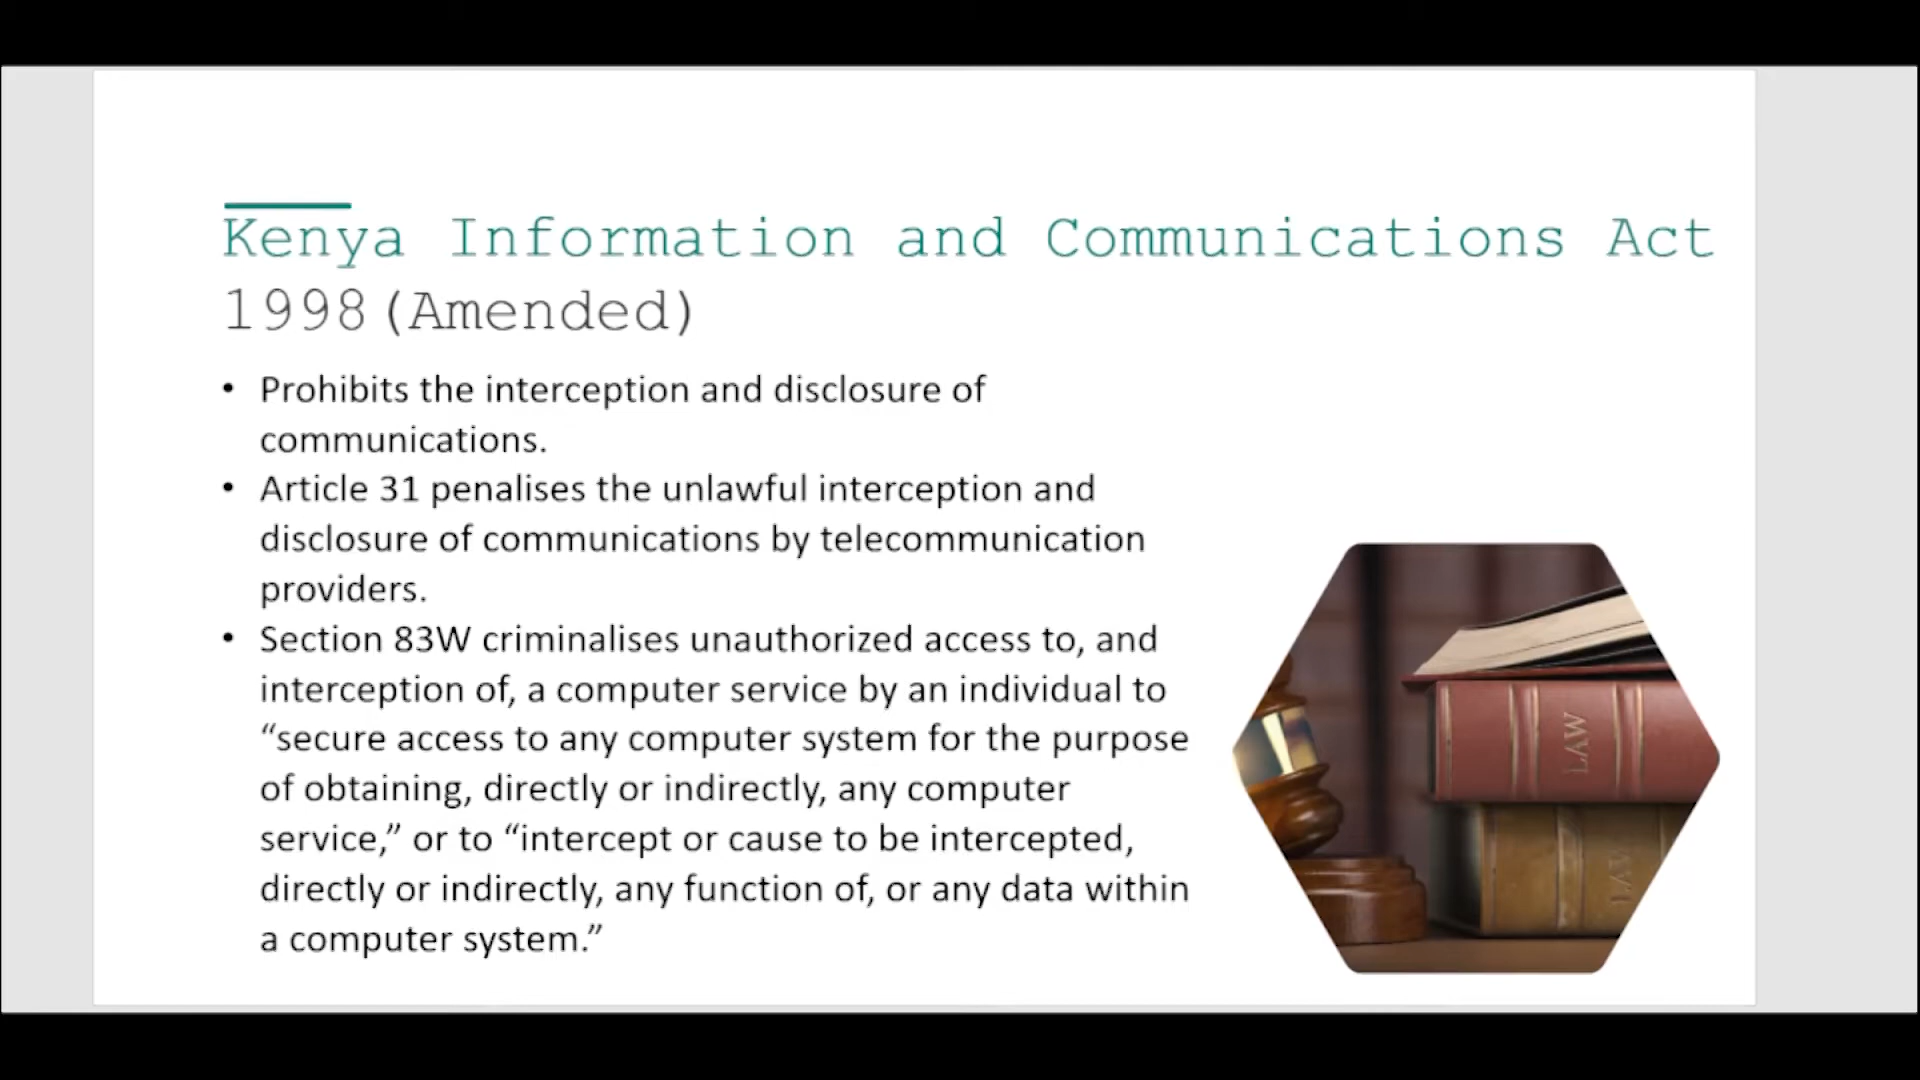 Kenya Information and Communications Act
1998(Amended)
• Prohibits the interception and disclosure of
communications.
• Article 31 penalises the unlawful interception and
disclosure of communications by telecommunication
providers.
• Section 83W criminalises unauthorized access to, and
interception of, a computer service by an individual to
“secure access to any computer system for the purpose
of obtaining, directly or indirectly, any computer
service,” or to “intercept or cause to be intercepted,
directly or indirectly, any function of, or any data within
a computer system.”
LAW
LAW